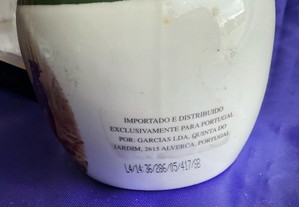 IMPORTADO E DISTRIBUIDO
EXCLUSIVAMENTE PARA PORTUGAL
POR: GARCIAS LDA, QUINTA DO
JARDIM, 2615 ALVERCA, PORTUGAL
L4/14:36/286/05/417/9B